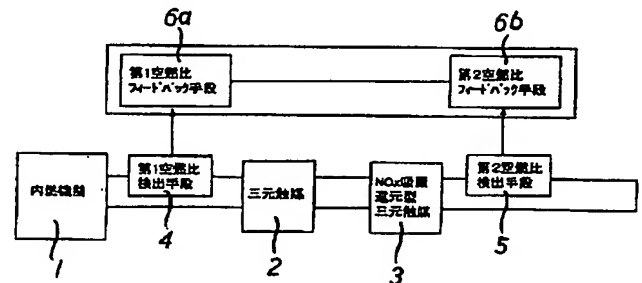 6a
6b
第1空燃比
フィードバック手段
第2空燃比
フィードバック手段
内燃機関
第1空燃比
検出手段
三元触媒
NOx吸蔵
還元型
三元触媒
第2空燃比
検出手段
1
4
2
3
5